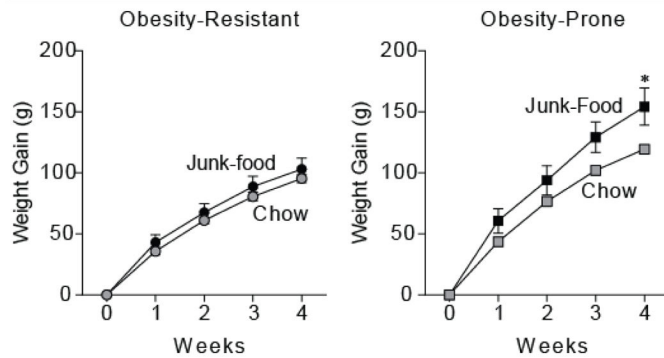 Obesity-Resistant
200
150
100
50
0
Weight Gain (g)
Junk-food
Chow
0 1 2 3 4
Weeks
Obesity-Prone
200
150
100
50
0
Weight Gain (g)
*
Junk-Food
Chow
0 1 2 3 4
Weeks